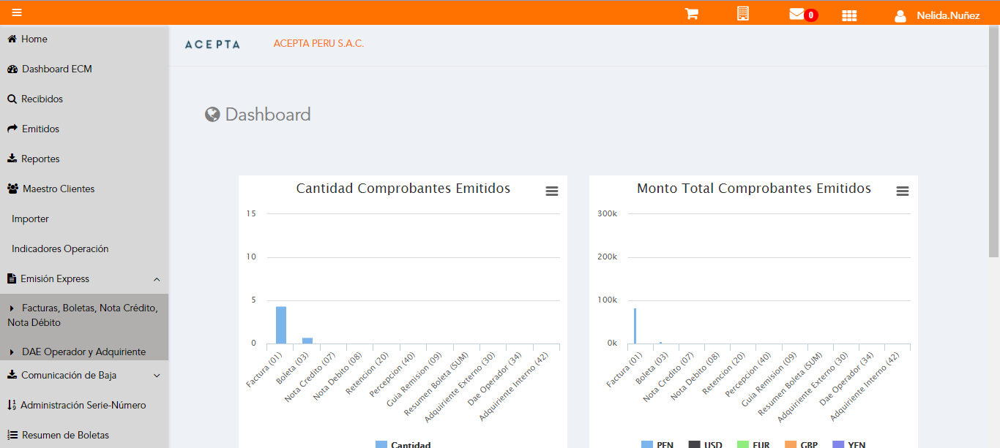 0
Nelida.Nuñez
Home
Dashboard ECM
Recibidos
Emitidos
Reportes
Maestro Clientes
Importer
Indicadores Operación
Emisión Express
Facturas, Boletas, Nota Crédito,
Nota Débito
DAE Operador y Adquiriente
Comunicación de Baja
Administración Serie-Número
Resumen de Boletas
ACEPTA
ACEPTA PERU S.A.C.
Dashboard
Cantidad Comprobantes Emitidos
15
10
5
0
Factura (01)
Boleta (03)
Nota Credito (07)
Nota Debito (08)
Retencion (20)
Percepcion (40)
Guia Remision (09)
Resumen Boleta (SUM)
Adquiriente Externo (30)
Dae Operador (34)
Adquiriente Interno (42)
Cantidad
Monto Total Comprobantes Emitidos
300k
200k
100k
0k
Factura (01)
Boleta (03)
Nota Credito (07)
Nota Debito (08)
Retencion (20)
Percepcion (40)
Guia Remision (09)
Resumen Boleta (SUM)
Adquiriente Externo (30)
Dae Operador (34)
Adquiriente Interno (42)
PEN USD EUR GBP YEN